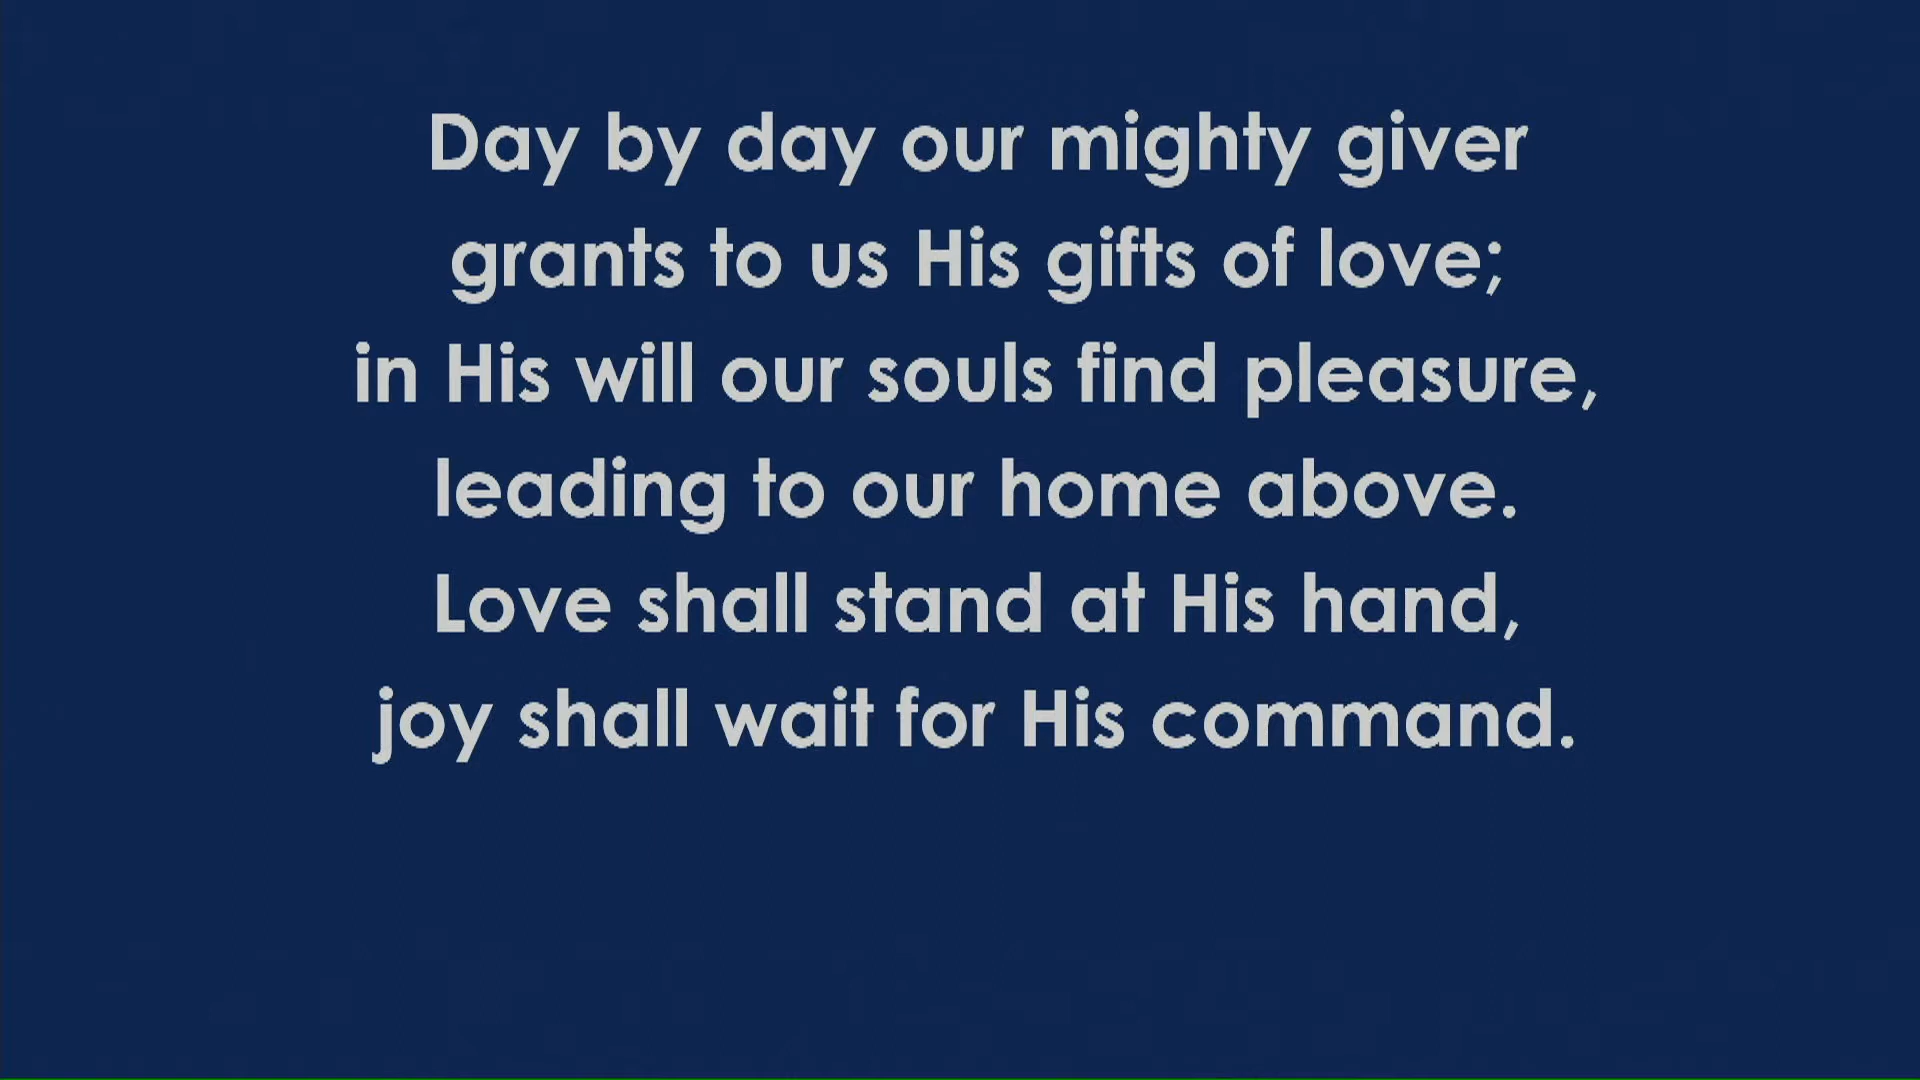 Day by day our mighty giver
grants to us His gifts of love;
in His will our souls find pleasure,
leading to our home above.
Love shall stand at His hand,
joy shall wait for His command.